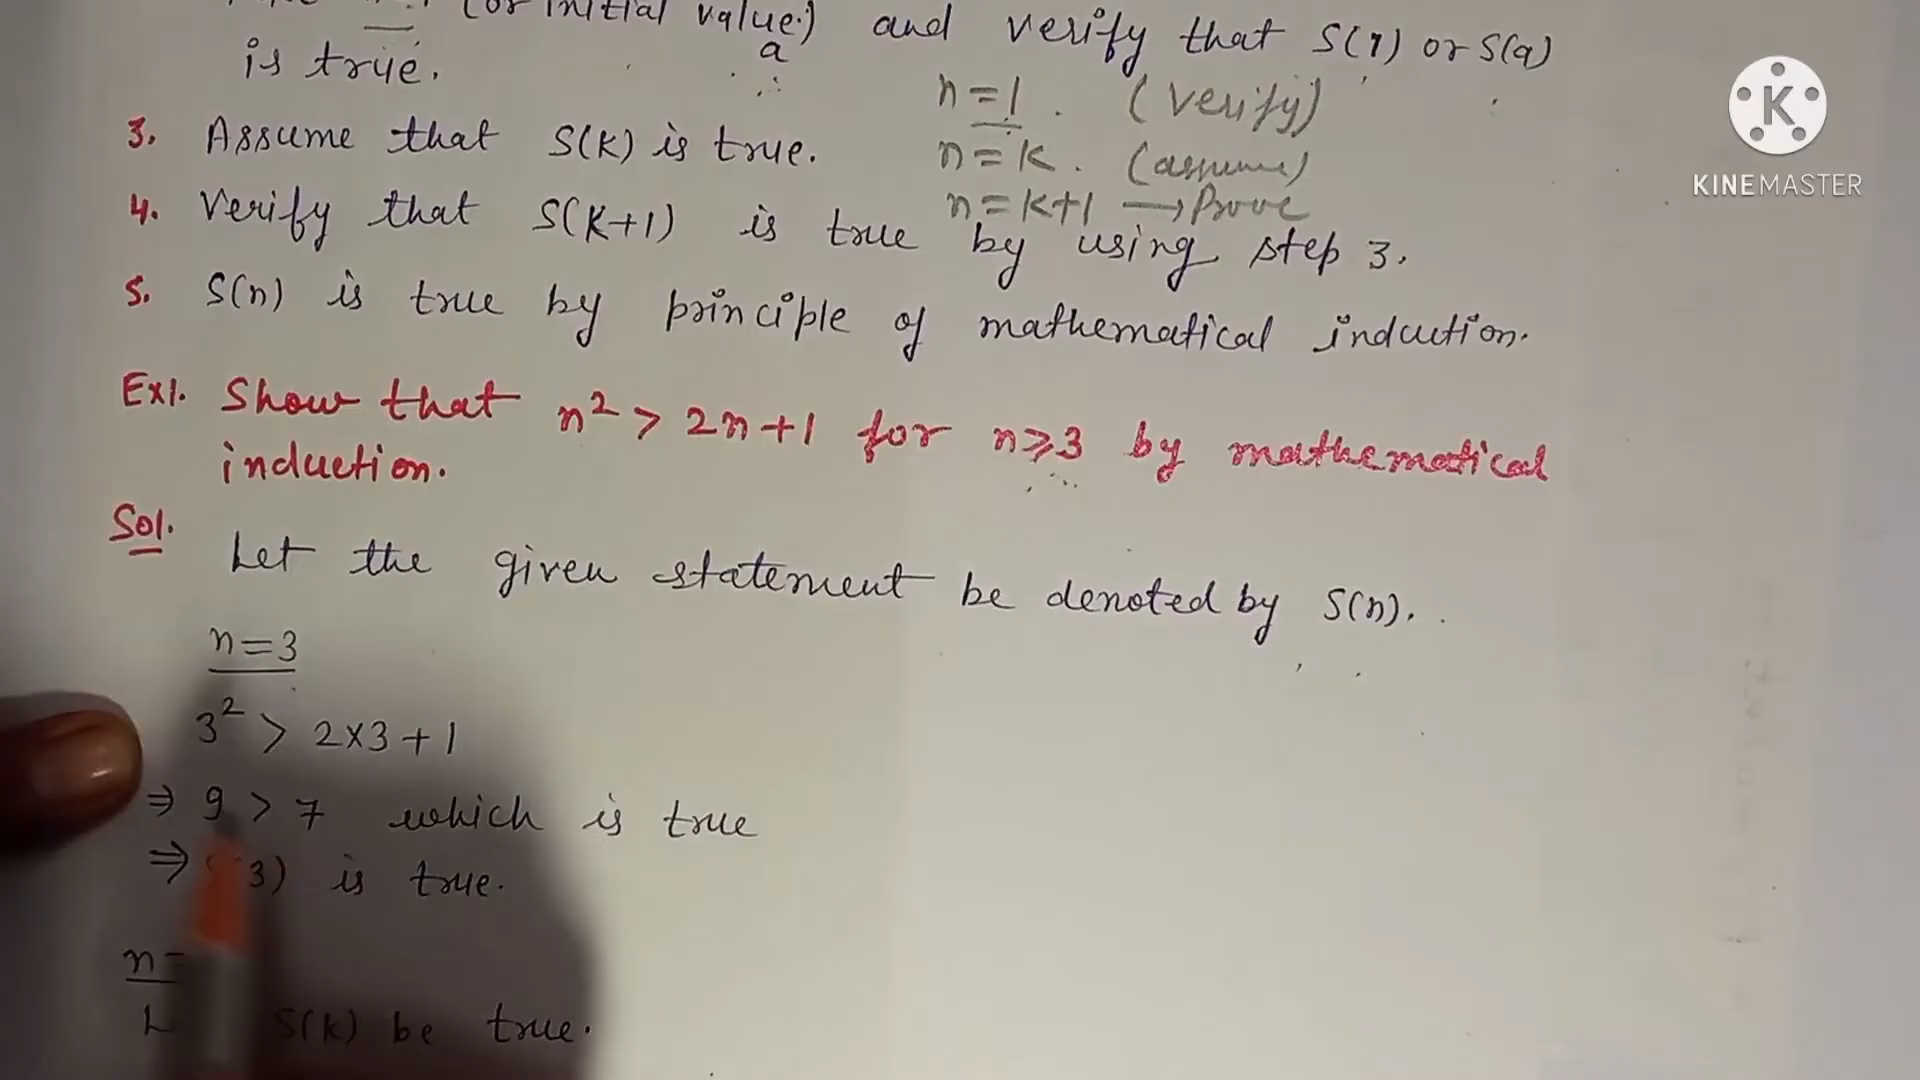 (or initial value.) and verify that S(1) or S(a)
a
is true.
n=1. (verify)
3. Assume that S(K) is true.
n=K. (assume)
n=K+1 → Prove
4. Verify that S(K+1) is true by using step 3.
5. S(n) is true by principle of mathematical induction.
Ex1. Show that n² > 2n+1 for n≥3 by mathematical
induction.
Sol.
Let the given statement be denoted by S(n).
n=3
3² > 2×3+1
⇒ 9 > 7 which is true
⇒ 3) is true.
n=
S(k) be true.
K
KINEMASTER